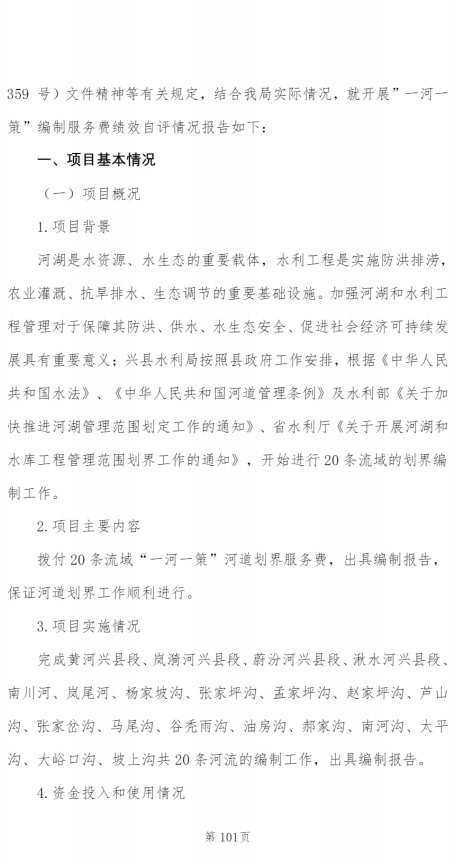 359 号）文件精神等有关规定，结合我局实际情况，就开展”一河一
策”编制服务费绩效自评情况报告如下：
一、项目基本情况
（一）项目概况
1.项目背景
河湖是水资源、水生态的重要载体，水利工程是实施防洪排涝，
农业灌溉、抗旱排水、生态调节的重要基础设施。加强河湖和水利工
程管理对于保障其防洪、供水、水生态安全、促进社会经济可持续发
展具有重要意义；兴县水利局按照县政府工作安排，根据《中华人民
共和国水法》、《中华人民共和国河道管理条例》及水利部《关于加
快推进河湖管理范围划定工作的通知》、省水利厅《关于开展河湖和
水库工程管理范围划界工作的通知》，开始进行 20 条流域的划界编
制工作。
2.项目主要内容
拨付 20 条流域“一河一策”河道划界服务费，出具编制报告，
保证河道划界工作顺利进行。
3.项目实施情况
完成黄河兴县段、岚漪河兴县段、蔚汾河兴县段、湫水河兴县段、
南川河、岚尾河、杨家坡沟、张家坪沟、孟家坪沟、赵家坪沟、芦山
沟、张家岔沟、马尾沟、谷秃雨沟、油房沟、郝家沟、南河沟、太平
沟、大峪口沟、坡上沟共 20 条河流的编制工作，出具编制报告。
4.资金投入和使用情况
第 101页